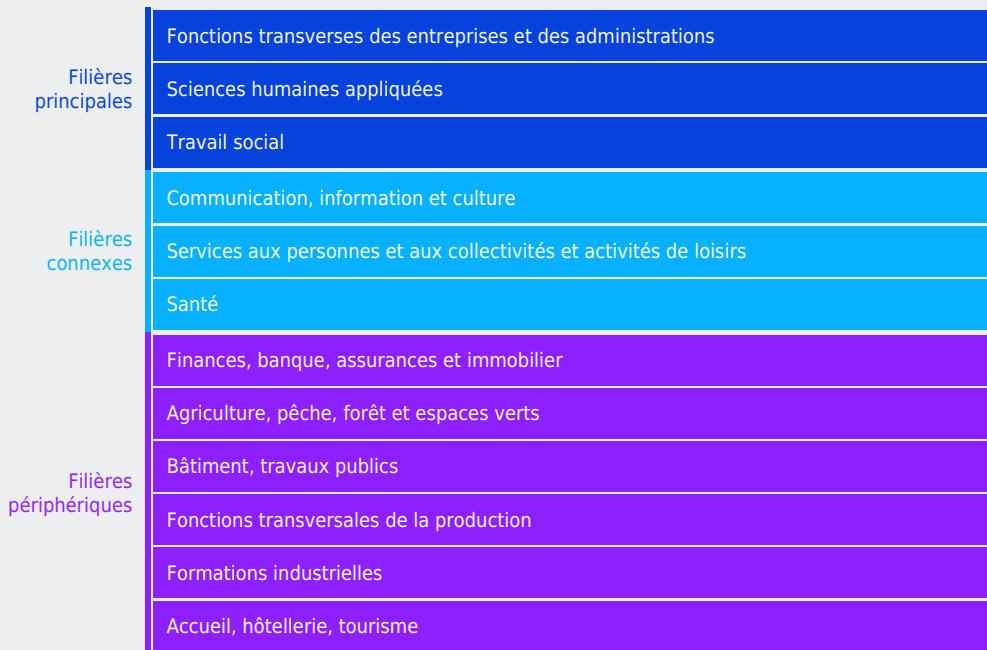 Filières
principales
Fonctions transverses des entreprises et des administrations
Sciences humaines appliquées
Travail social
Filières
connexes
Communication, information et culture
Services aux personnes et aux collectivités et activités de loisirs
Santé
Filières
périphériques
Finances, banque, assurances et immobilier
Agriculture, pêche, forêt et espaces verts
Bâtiment, travaux publics
Fonctions transversales de la production
Formations industrielles
Accueil, hôtellerie, tourisme